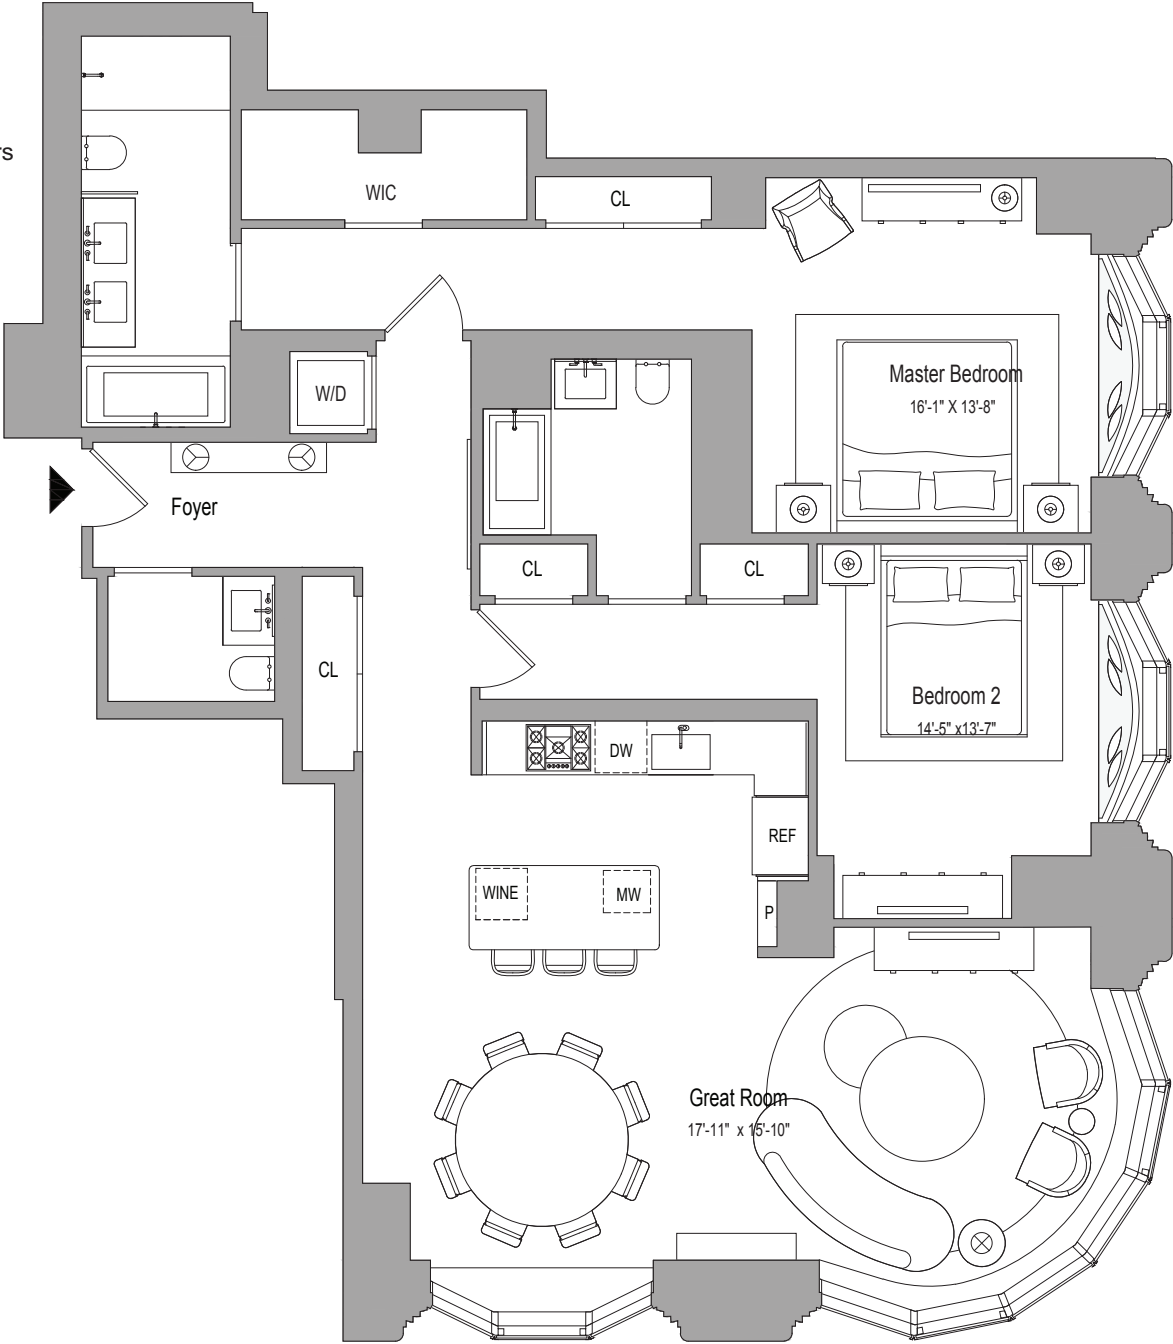 rs
WIC
CL
W/D
Master Bedroom
16'-1" X 13'-8"
Foyer
CL
CL
CL
Bedroom 2
14'-5" x13'-7"
DW
REF
WINE
MW
P
Great Room
17'-11" x 15'-10"